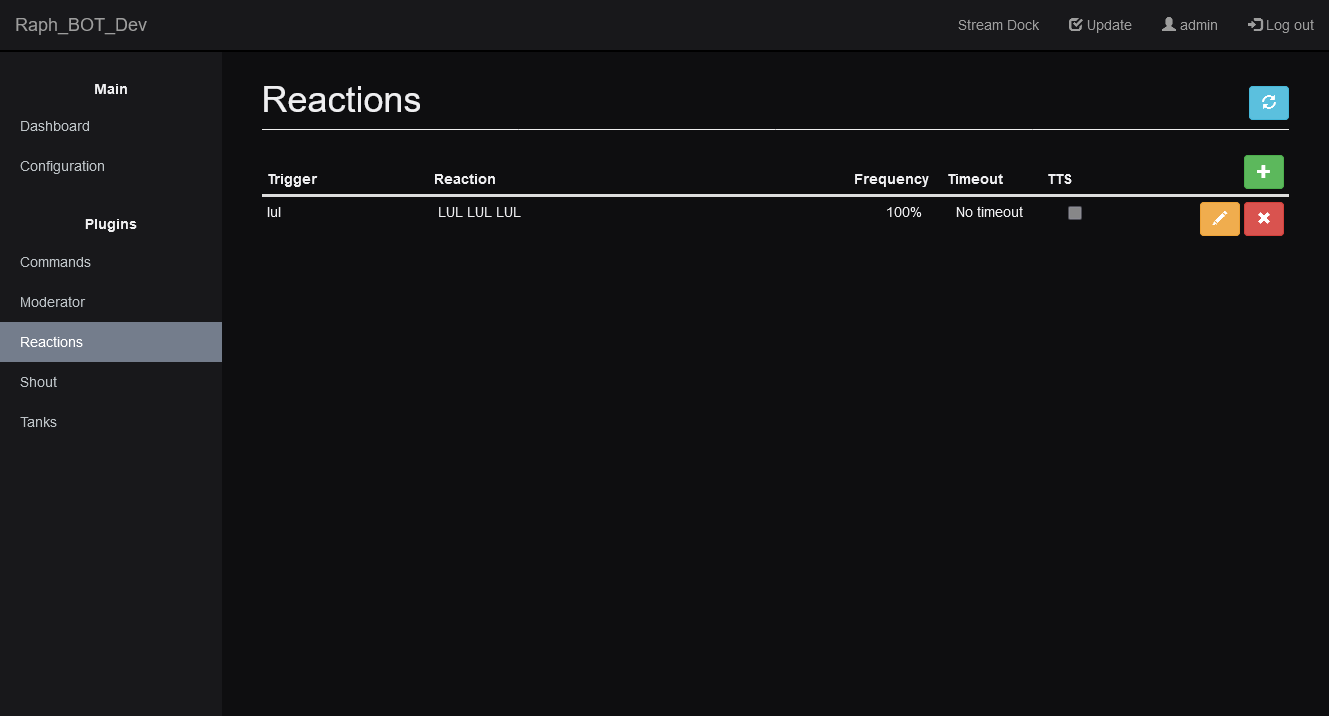 Raph_BOT_Dev Stream Dock Update admin Log out
Main
Dashboard
Configuration
Plugins
Commands
Moderator
Reactions
Shout
Tanks
Reactions
Trigger Reaction Frequency Timeout TTS
lul LUL LUL LUL 100% No timeout